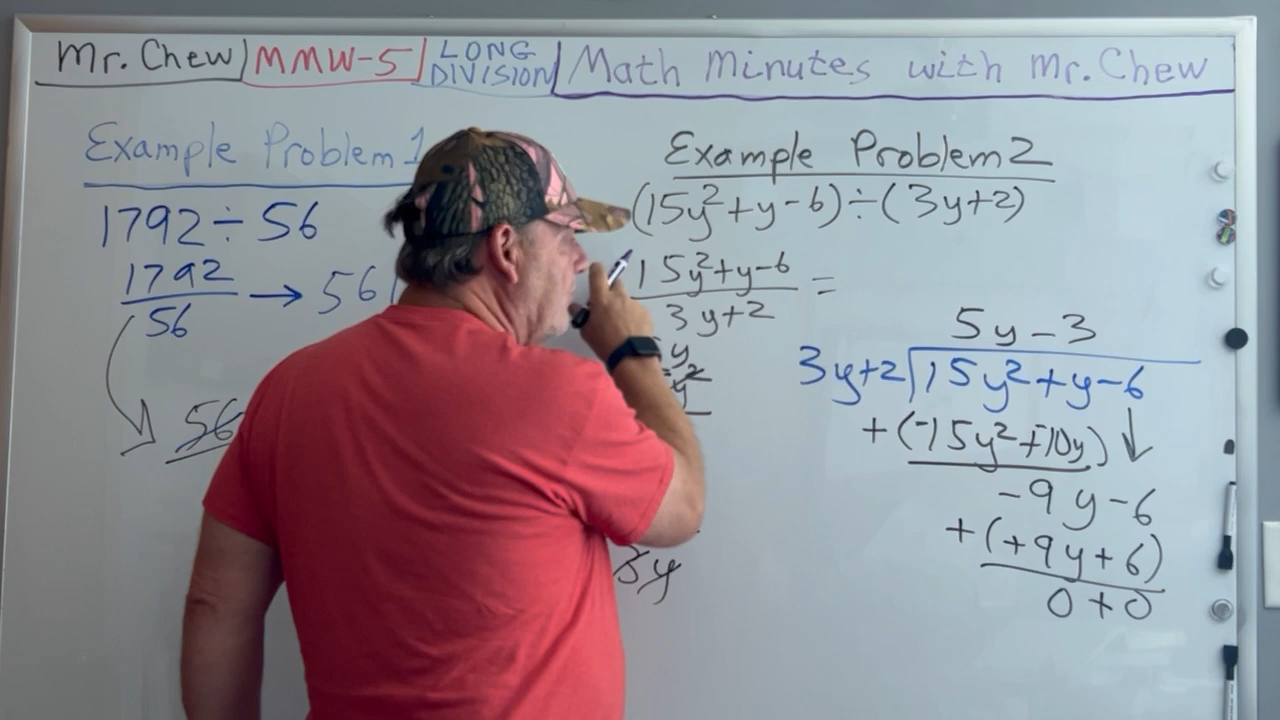 Mr. Chew MMW-5 LONG DIVISION Math Minutes with Mr. Chew
Example Problem 1
1792 ÷ 56
1792
56
→ 56
56
Example Problem 2
(15y²+y-6)÷(3y+2)
15y²+y-6
3y+2
=
3y
5y-3
3y+2 15y²+y-6
+(-15y²+-10y) ↓
-9y-6
+(+9y+6)
0+0